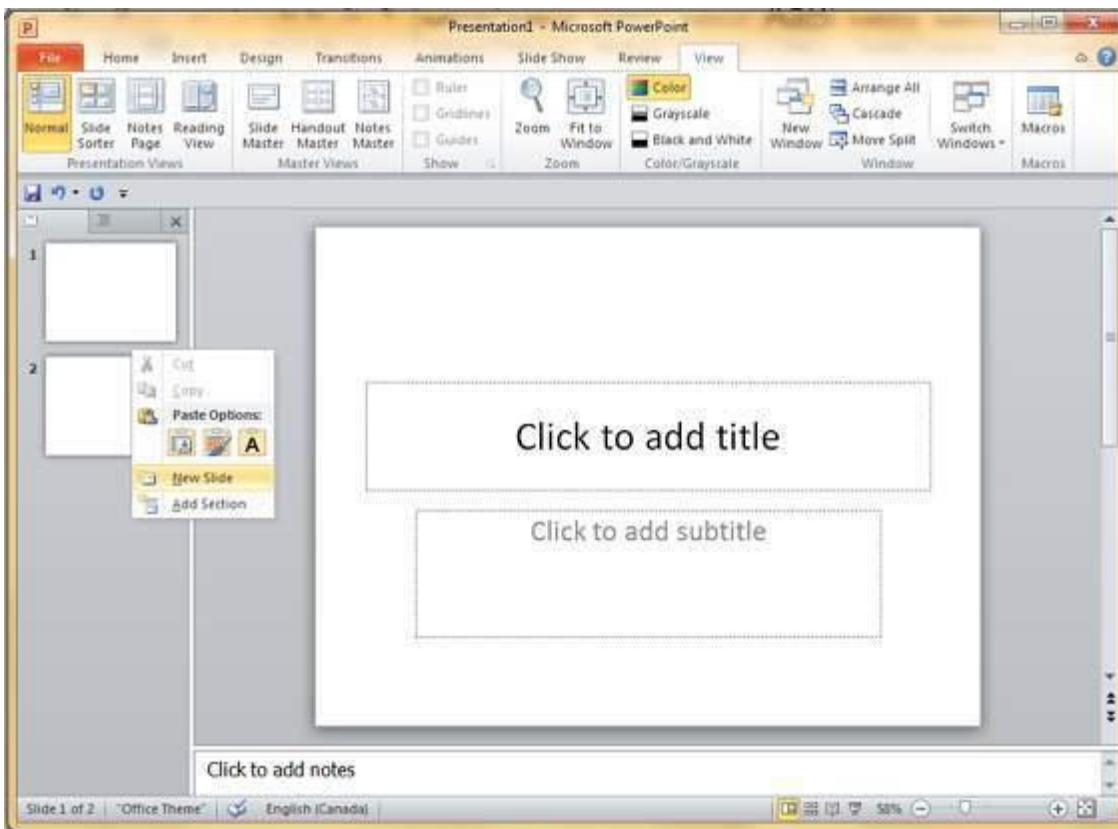 Presentation1 - Microsoft PowerPoint
File Home Insert Design Transitions Animations Slide Show Review View
Normal Slide Sorter Notes Page Reading View
Presentation Views
Slide Master Handout Master Notes Master
Master Views
Ruler
Gridlines
Guides
Show
Zoom Fit to Window
Zoom
Color
Grayscale
Black and White
Color/Grayscale
New Window
Arrange All
Cascade
Move Split
Switch Windows
Window
Macros
Macros
1
2
Cut
Copy
Paste Options:
A
New Slide
Add Section
Click to add title
Click to add subtitle
Click to add notes
Slide 1 of 2 "Office Theme" English (Canada) 58%